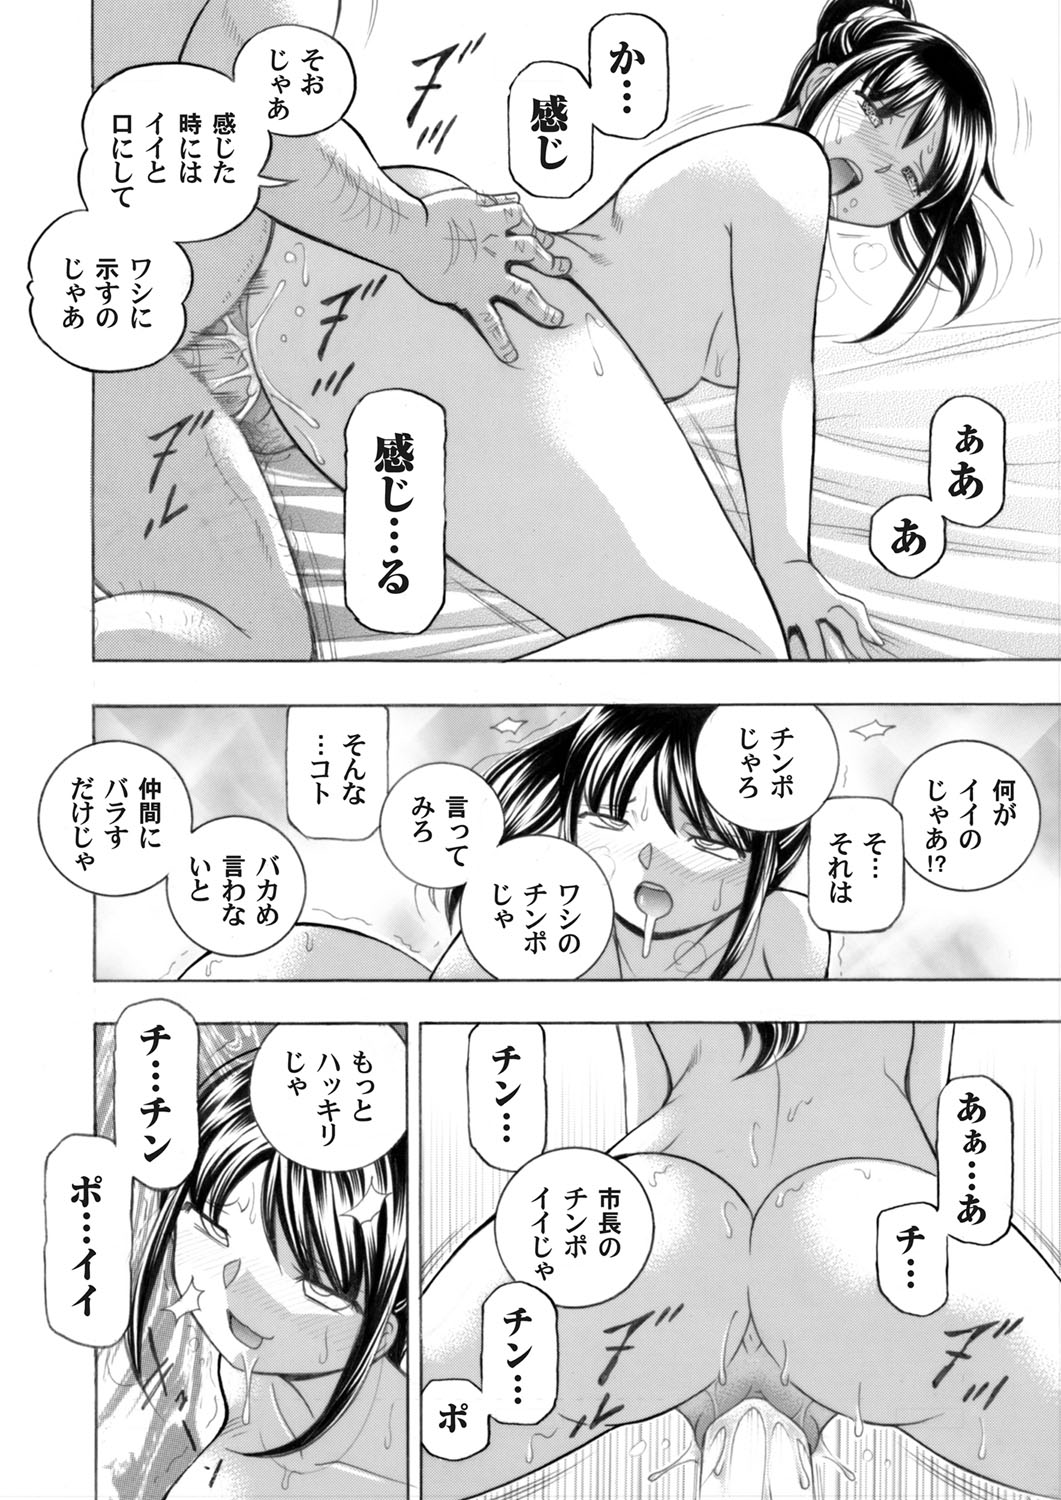 か…
感じ
そお
じゃあ
感じた
時には
イイと
口にして
ワシに
示すの
じゃあ
感じ…る
ぁ
ああ
あ
何が
イイの
じゃあ!?
そ…
それは
チンポ
じゃろ
言って
みろ
ワシの
チンポ
じゃ
そんな
…コト
バカめ
言わな
いと
仲間に
バラす
だけじゃ
あぁ…あ
チ…
チン…
市長の
チンポ
イイじゃ
チン…
ポ
もっと
ハッキリ
じゃ
チ…チン
ポ…イイ